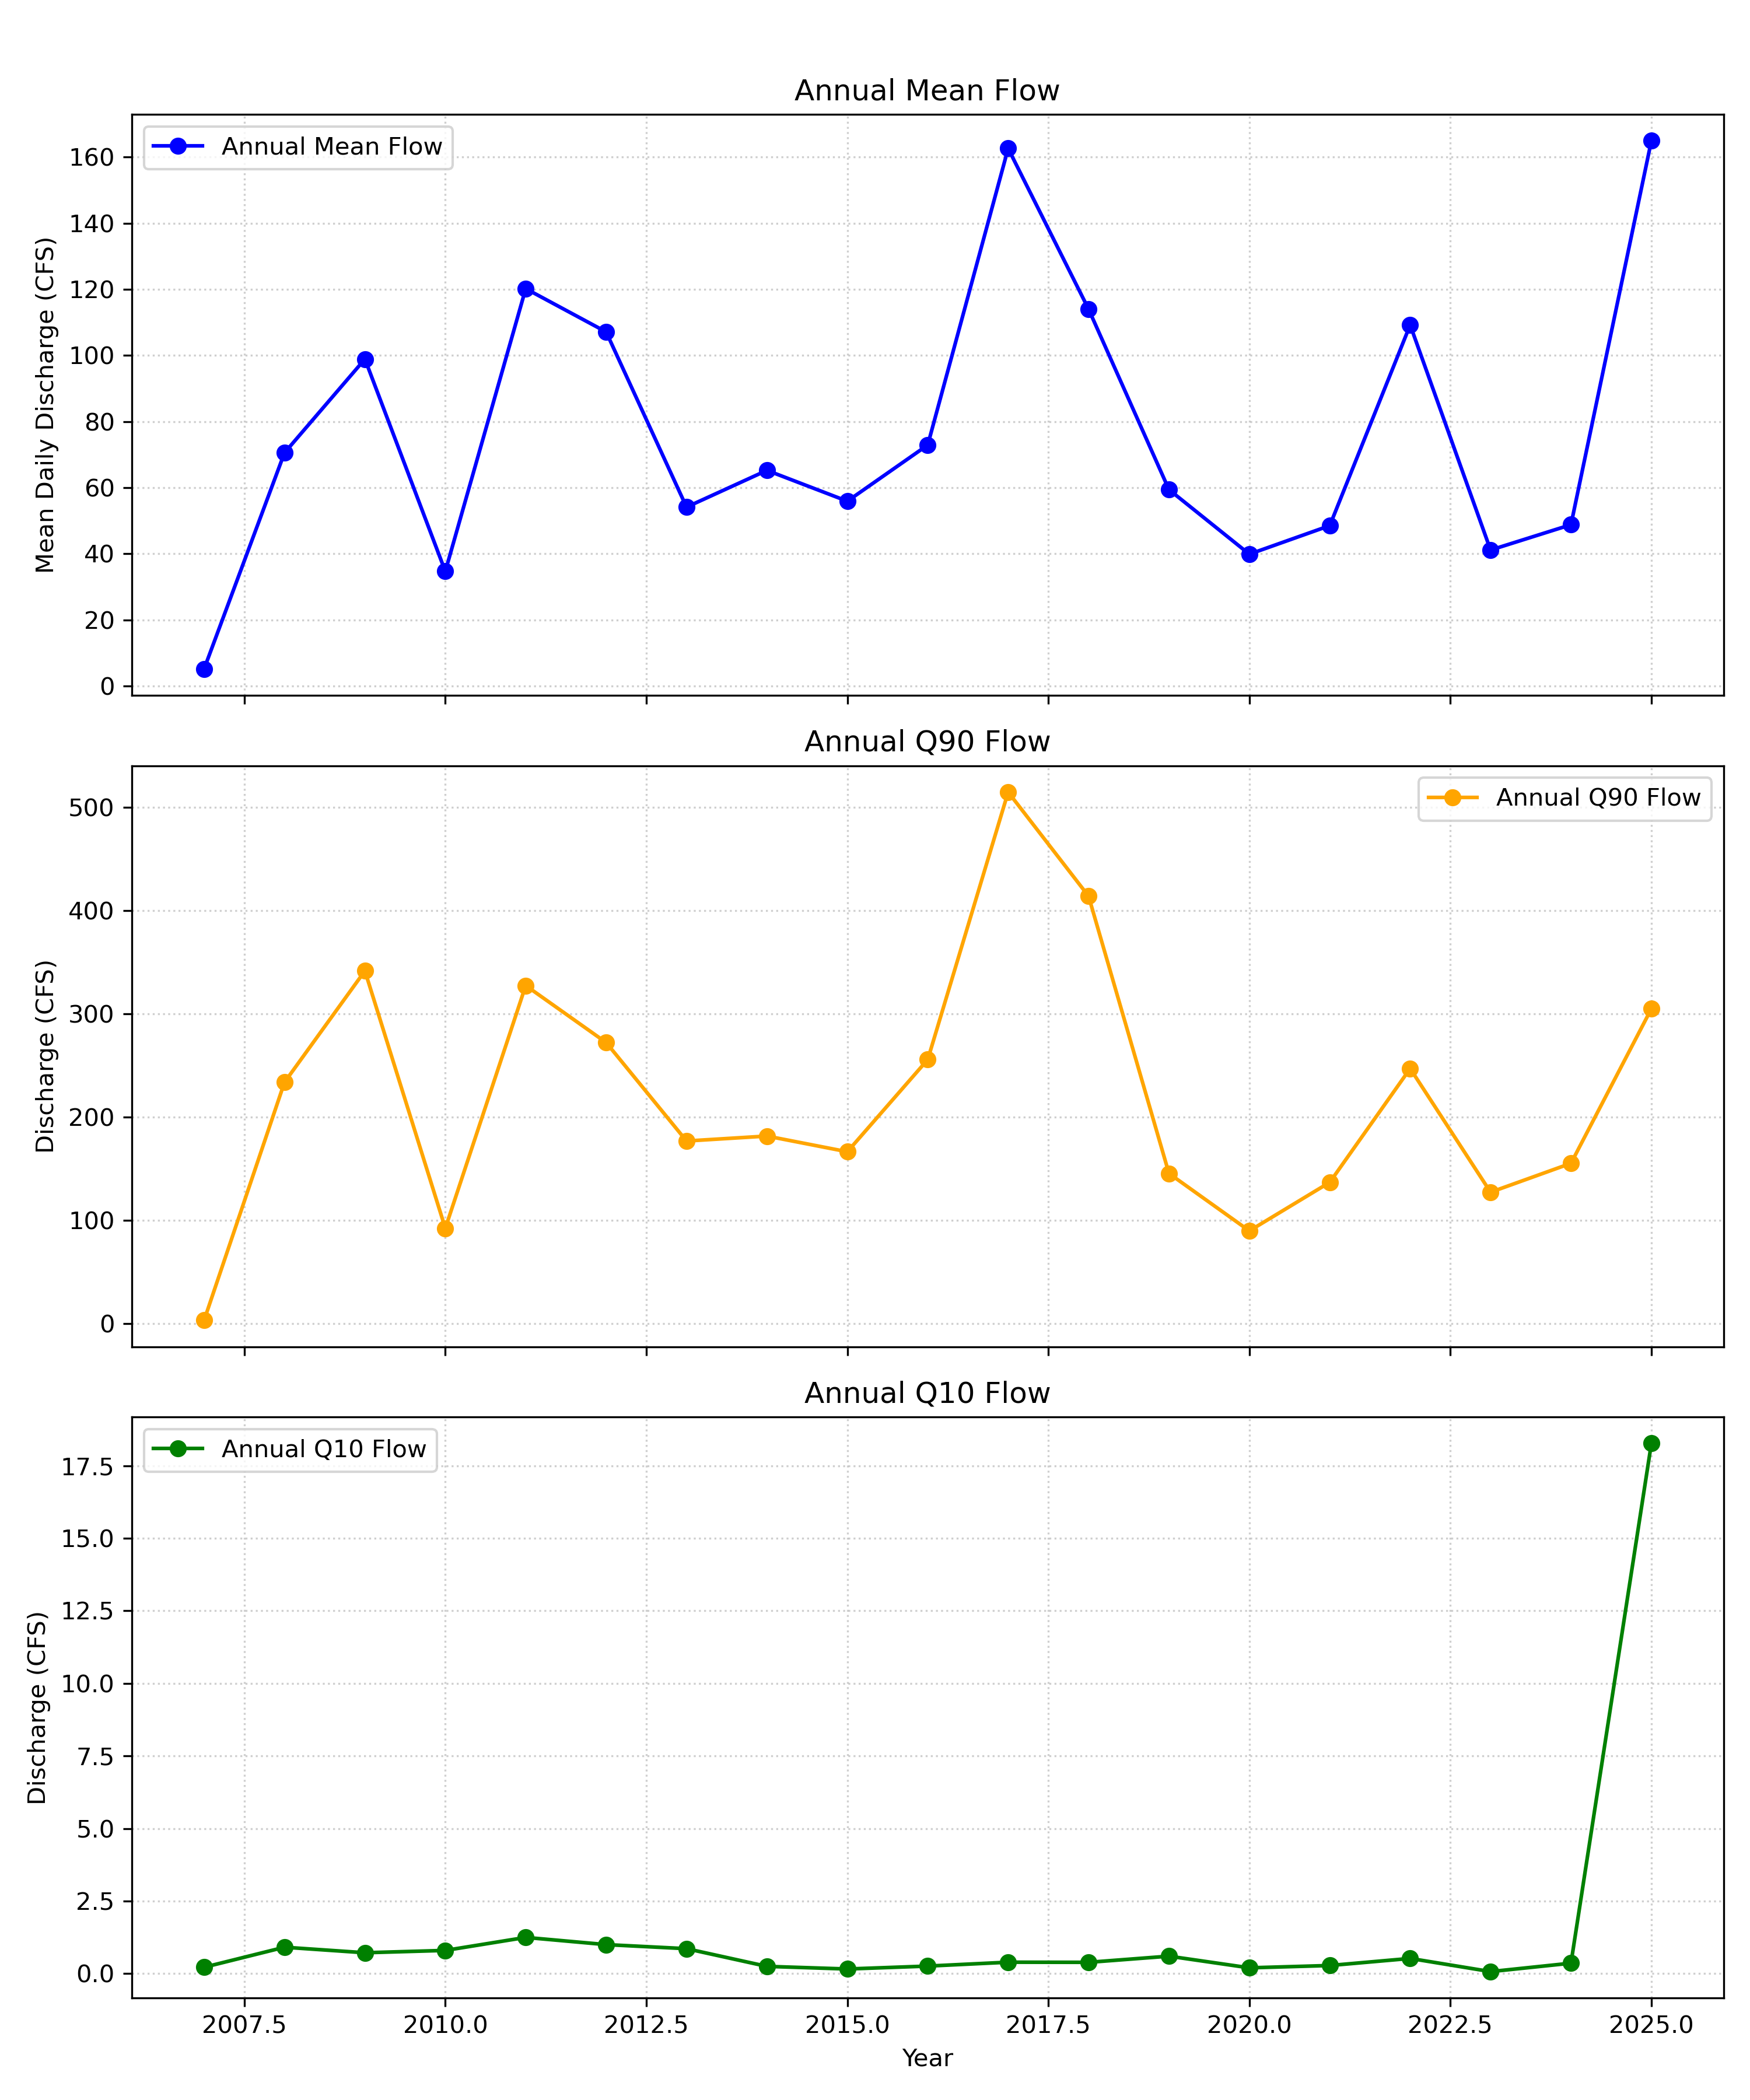 Annual Mean Flow
Annual Mean Flow
Mean Daily Discharge (CFS)
160
140
120
100
80
60
40
20
0
Annual Q90 Flow
Annual Q90 Flow
Discharge (CFS)
500
400
300
200
100
0
Annual Q10 Flow
Annual Q10 Flow
Discharge (CFS)
17.5
15.0
12.5
10.0
7.5
5.0
2.5
0.0
2007.5 2010.0 2012.5 2015.0 2017.5 2020.0 2022.5 2025.0
Year